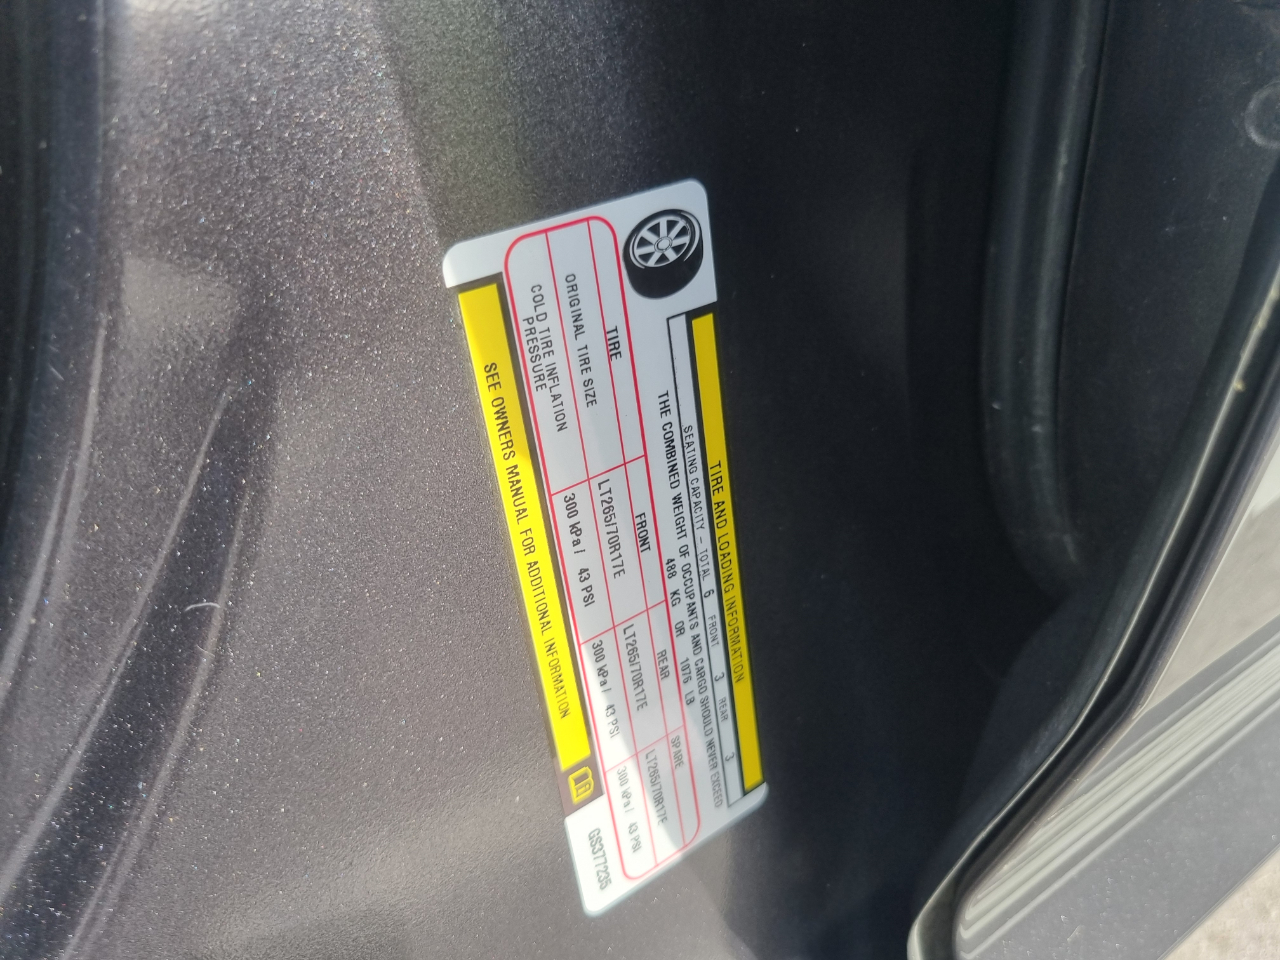 TIRE AND LOADING INFORMATION
SEATING CAPACITY – TOTAL 6 FRONT 3 REAR 3
THE COMBINED WEIGHT OF OCCUPANTS AND CARGO SHOULD NEVER EXCEED
488 KG OR 1076 LB
TIRE FRONT REAR SPARE
ORIGINAL TIRE SIZE LT265/70R17E LT265/70R17E LT265/70R17E
COLD TIRE INFLATION
PRESSURE 300 kPa/ 43 PSI 300 kPa/ 43 PSI 300 kPa/ 43 PSI
SEE OWNERS MANUAL FOR ADDITIONAL INFORMATION
GS377235